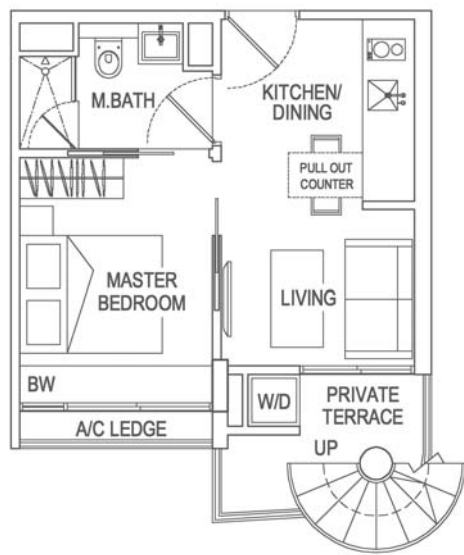 M.BATH
KITCHEN/
DINING
PULL OUT
COUNTER
MASTER
BEDROOM
LIVING
BW
W/D
PRIVATE
TERRACE
A/C LEDGE
UP